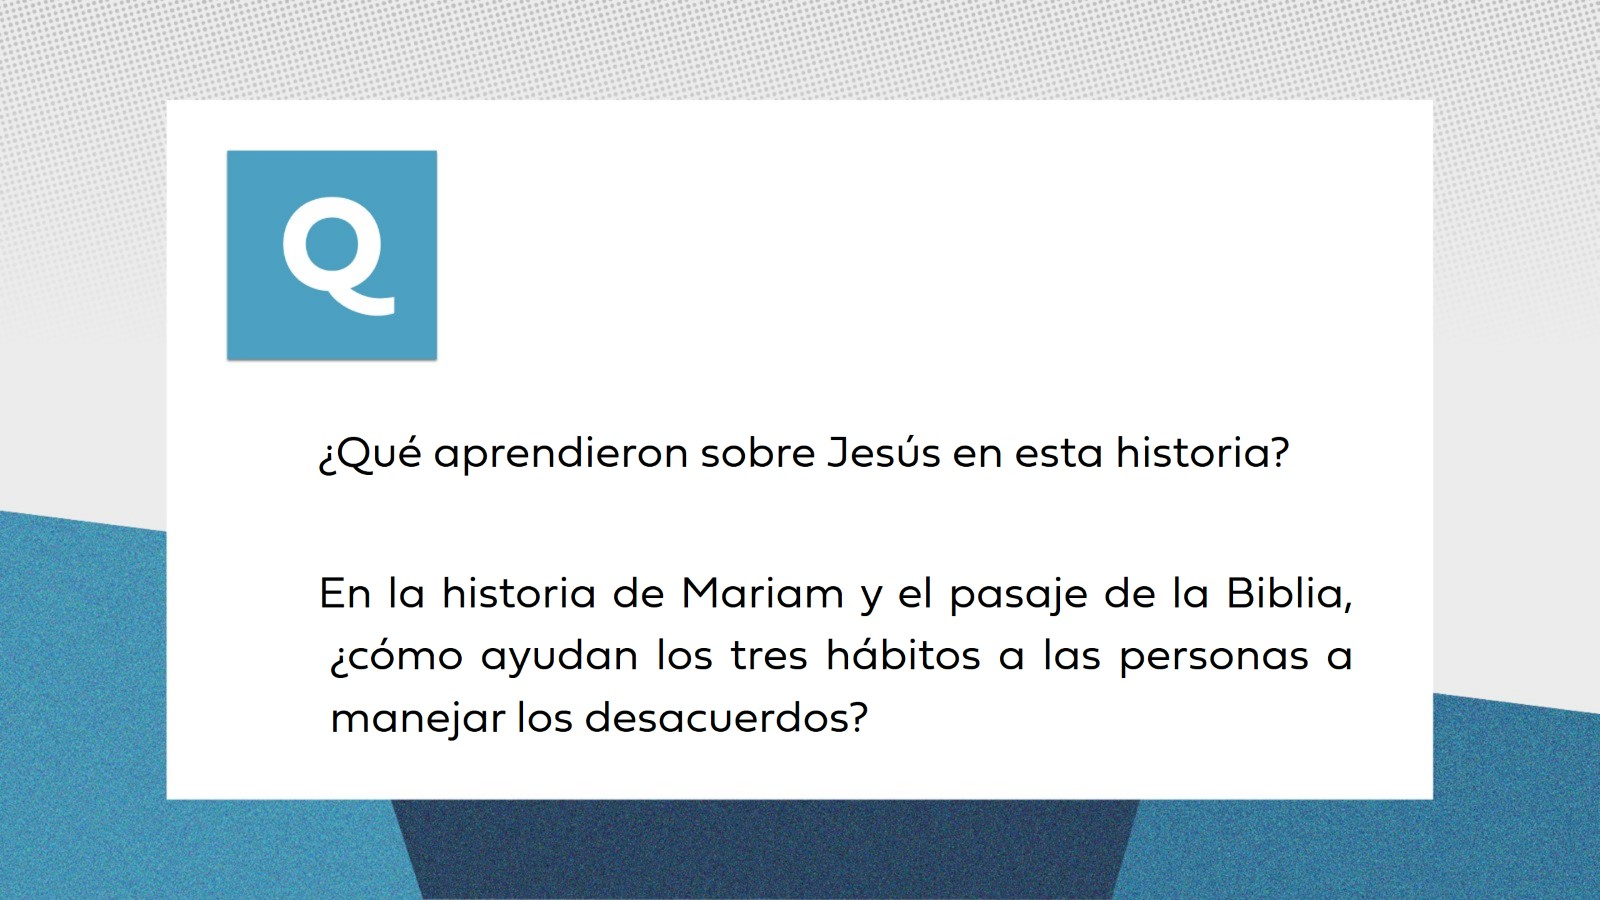 Q
¿Qué aprendieron sobre Jesús en esta historia?
En la historia de Mariam y el pasaje de la Biblia,
¿cómo ayudan los tres hábitos a las personas a
manejar los desacuerdos?